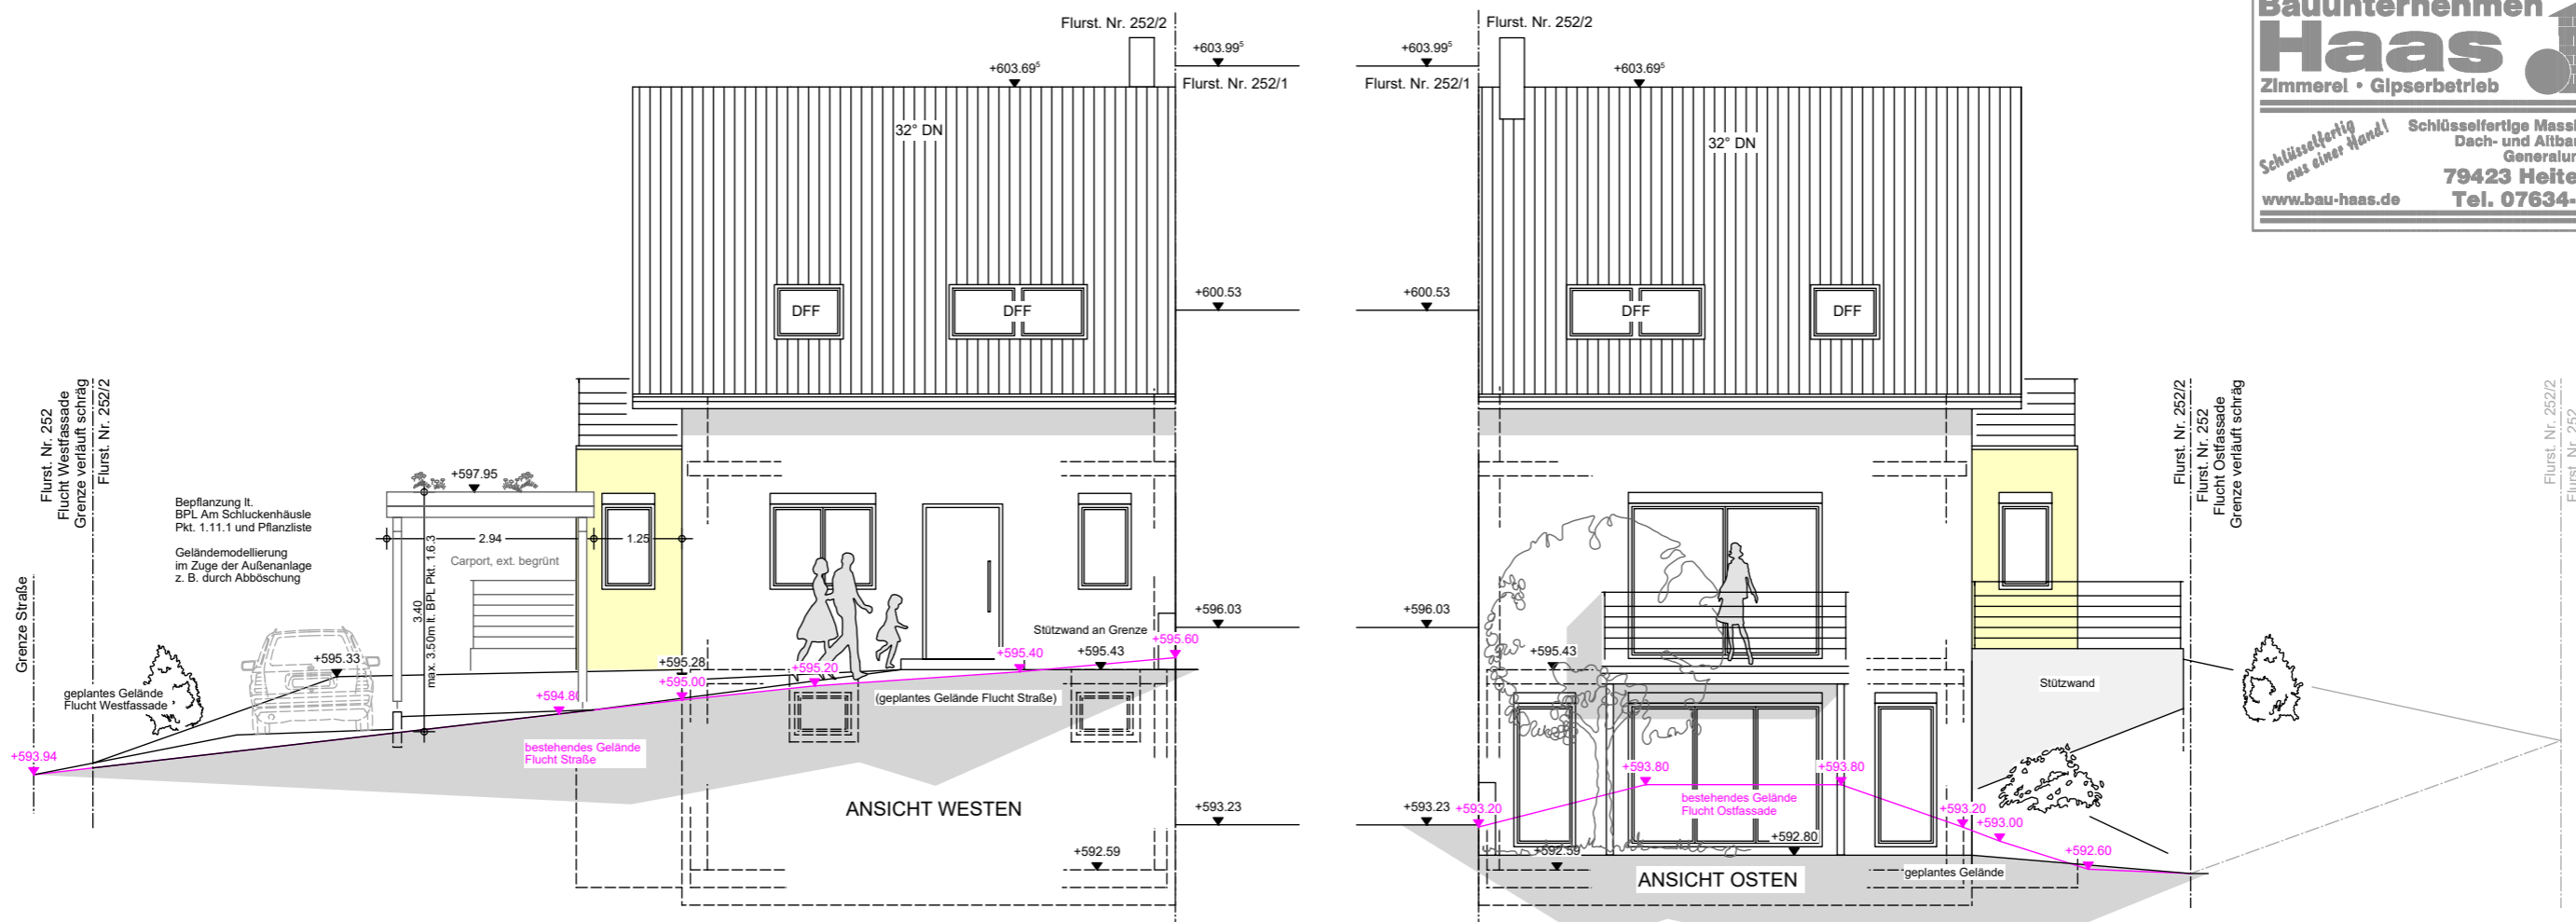 Flurst. Nr. 252/2
+603.99⁵
+603.69⁵
Flurst. Nr. 252/1
32° DN
DFF
DFF
+600.53
Flurst. Nr. 252
Flucht Westfassade
Grenze verläuft schräg
Flurst. Nr. 252/2
+597.95
Bepflanzung lt.
BPL Am Schluckenhäusle
Pkt. 1.11.1 und Pflanzliste
Geländemodellierung
im Zuge der Außenanlage
z. B. durch Abböschung
2.94
1.25
Carport, ext. begrünt
3.40
max. 3.50m lt. BPL Pkt. 1.6.3
Grenze Straße
+596.03
Stützwand an Grenze
+595.60
+595.33
+595.28
+595.20
+595.40
+595.43
geplantes Gelände
Flucht Westfassade
+594.80
+595.00
(geplantes Gelände Flucht Straße)
bestehendes Gelände
Flucht Straße
+593.94
ANSICHT WESTEN
+593.23
+592.59
Flurst. Nr. 252/2
+603.99⁵
+603.69⁵
Flurst. Nr. 252/1
32° DN
DFF
DFF
+600.53
Flurst. Nr. 252/2
Flurst. Nr. 252
Flucht Ostfassade
Grenze verläuft schräg
Flurst. Nr. 252/2
Flurst. Nr. 252
+596.03
+595.43
Stützwand
+593.80
+593.80
bestehendes Gelände
Flucht Ostfassade
+593.23
+593.20
+593.20
+593.00
+592.80
+592.59
+592.60
ANSICHT OSTEN
geplantes Gelände
Bauunternehmen
Haas
Zimmerei • Gipserbetrieb
Schlüsselfertig
aus einer Hand!
Schlüsselfertige Massi
Dach- und Altba
Generalun
79423 Heite
www.bau-haas.de
Tel. 07634-